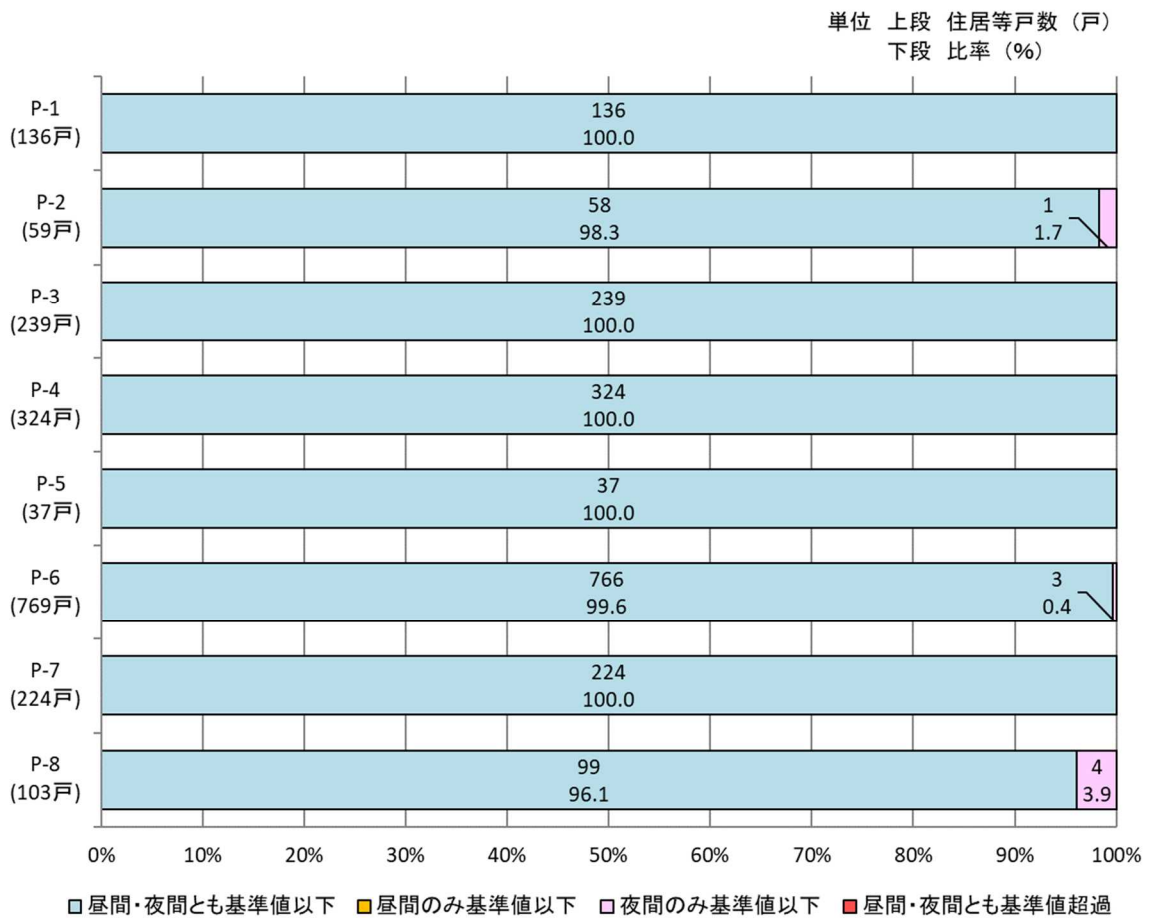 単位 上段 住居等戸数（戸）
下段 比率（%）
P-1
(136戸)
136
100.0
P-2
(59戸)
58
98.3
1
1.7
P-3
(239戸)
239
100.0
P-4
(324戸)
324
100.0
P-5
(37戸)
37
100.0
P-6
(769戸)
766
99.6
3
0.4
P-7
(224戸)
224
100.0
P-8
(103戸)
99
96.1
4
3.9
0% 10% 20% 30% 40% 50% 60% 70% 80% 90% 100%
昼間・夜間とも基準値以下 昼間のみ基準値以下 夜間のみ基準値以下 昼間・夜間とも基準値超過